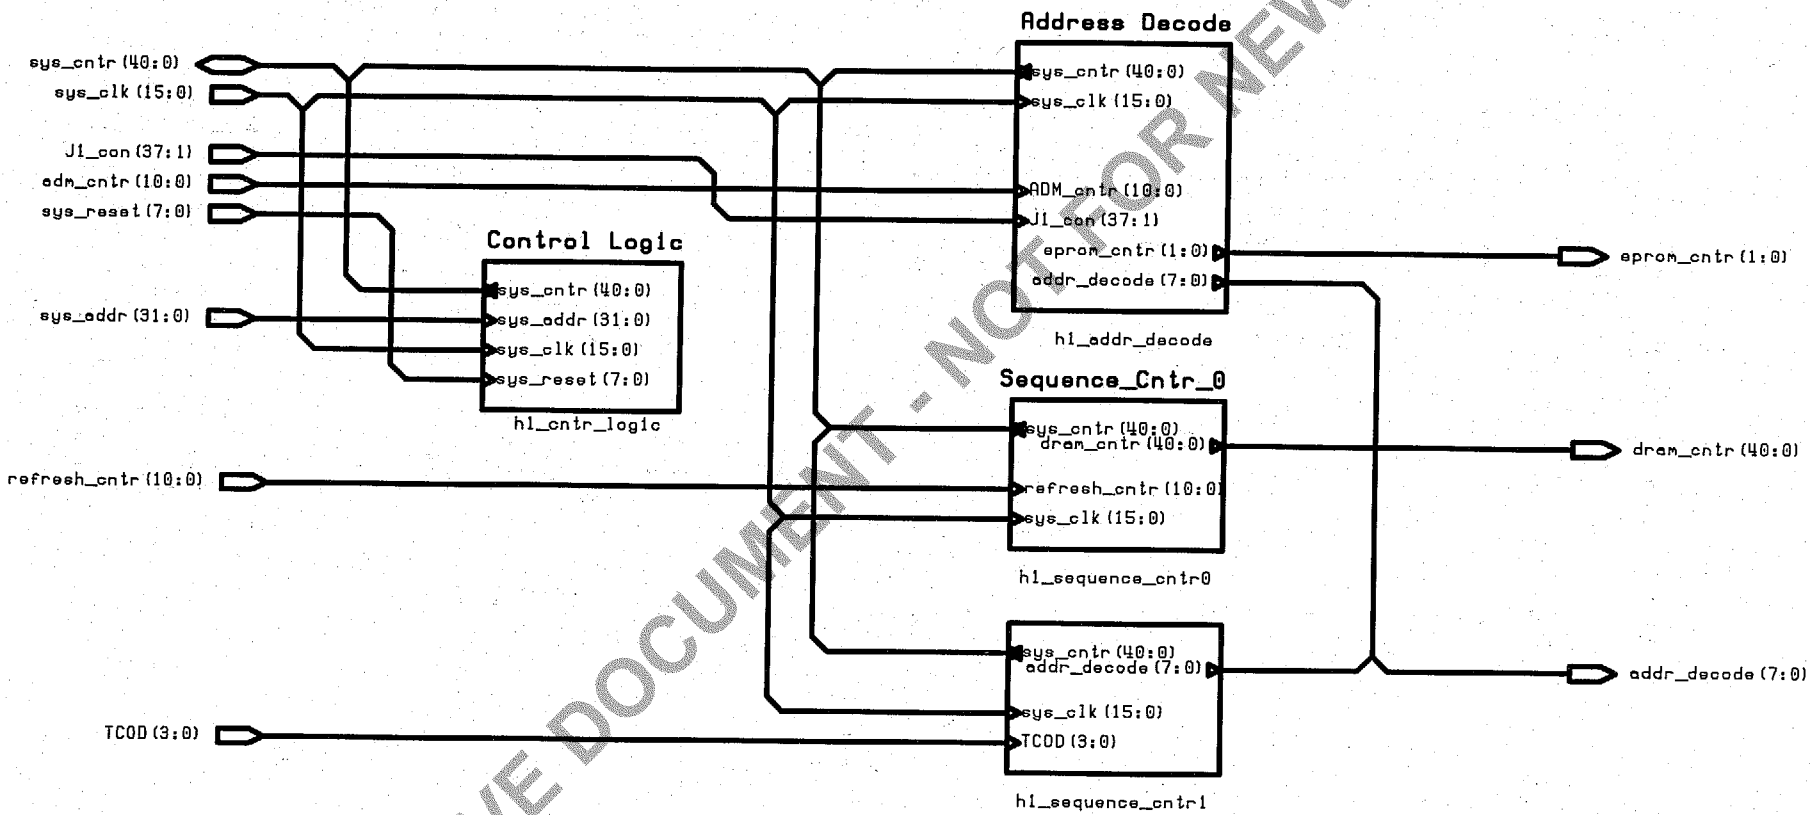 Address Decode
sys_cntr (40:0)
sys_clk (15:0)
J1_con (37:1)
adm_cntr (10:0)
sys_reset (7:0)
sys_addr (31:0)
refresh_cntr (10:0)
TCOD (3:0)
sys_cntr (40:0)
sys_clk (15:0)
ADM_cntr (10:0)
J1_con (37:1)
eprom_cntr (1:0)
addr_decode (7:0)
h1_addr_decode
Control Logic
sys_cntr (40:0)
sys_addr (31:0)
sys_clk (15:0)
sys_reset (7:0)
h1_cntr_logic
Sequence_Cntr_0
sys_cntr (40:0)
dram_cntr (40:0)
refresh_cntr (10:0)
sys_clk (15:0)
h1_sequence_cntr0
sys_cntr (40:0)
addr_decode (7:0)
sys_clk (15:0)
TCOD (3:0)
h1_sequence_cntr1
eprom_cntr (1:0)
dram_cntr (40:0)
addr_decode (7:0)
VE DOCUMENT - NOT FOR NEW